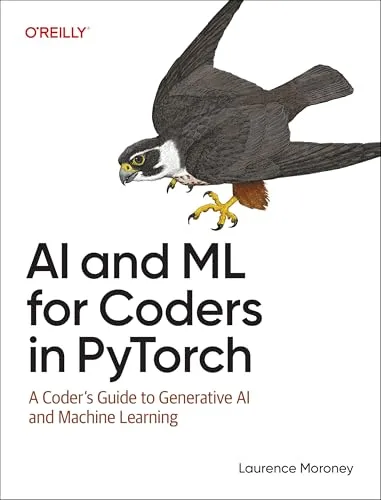 O'REILLY
AI and ML
for Coders
in PyTorch
A Coder's Guide to Generative AI
and Machine Learning
Laurence Moroney